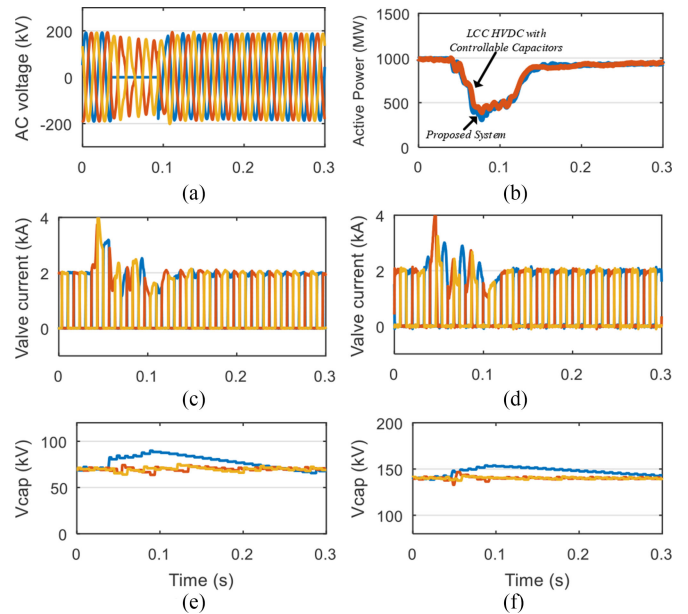 AC voltage (kV)
200
0
-200
0
0.1
0.2
0.3
(a)
Active Power (MW)
1500
1000
500
0
LCC HVDC with
Controllable Capacitors
Proposed System
0
0.1
0.2
0.3
(b)
Valve current (kA)
4
2
0
0
0.1
0.2
0.3
(c)
Valve current (kA)
4
2
0
0
0.1
0.2
0.3
(d)
Vcap (kV)
100
50
0
0
0.1
0.2
0.3
Time (s)
(e)
Vcap (kV)
200
150
100
0
0.1
0.2
0.3
Time (s)
(f)